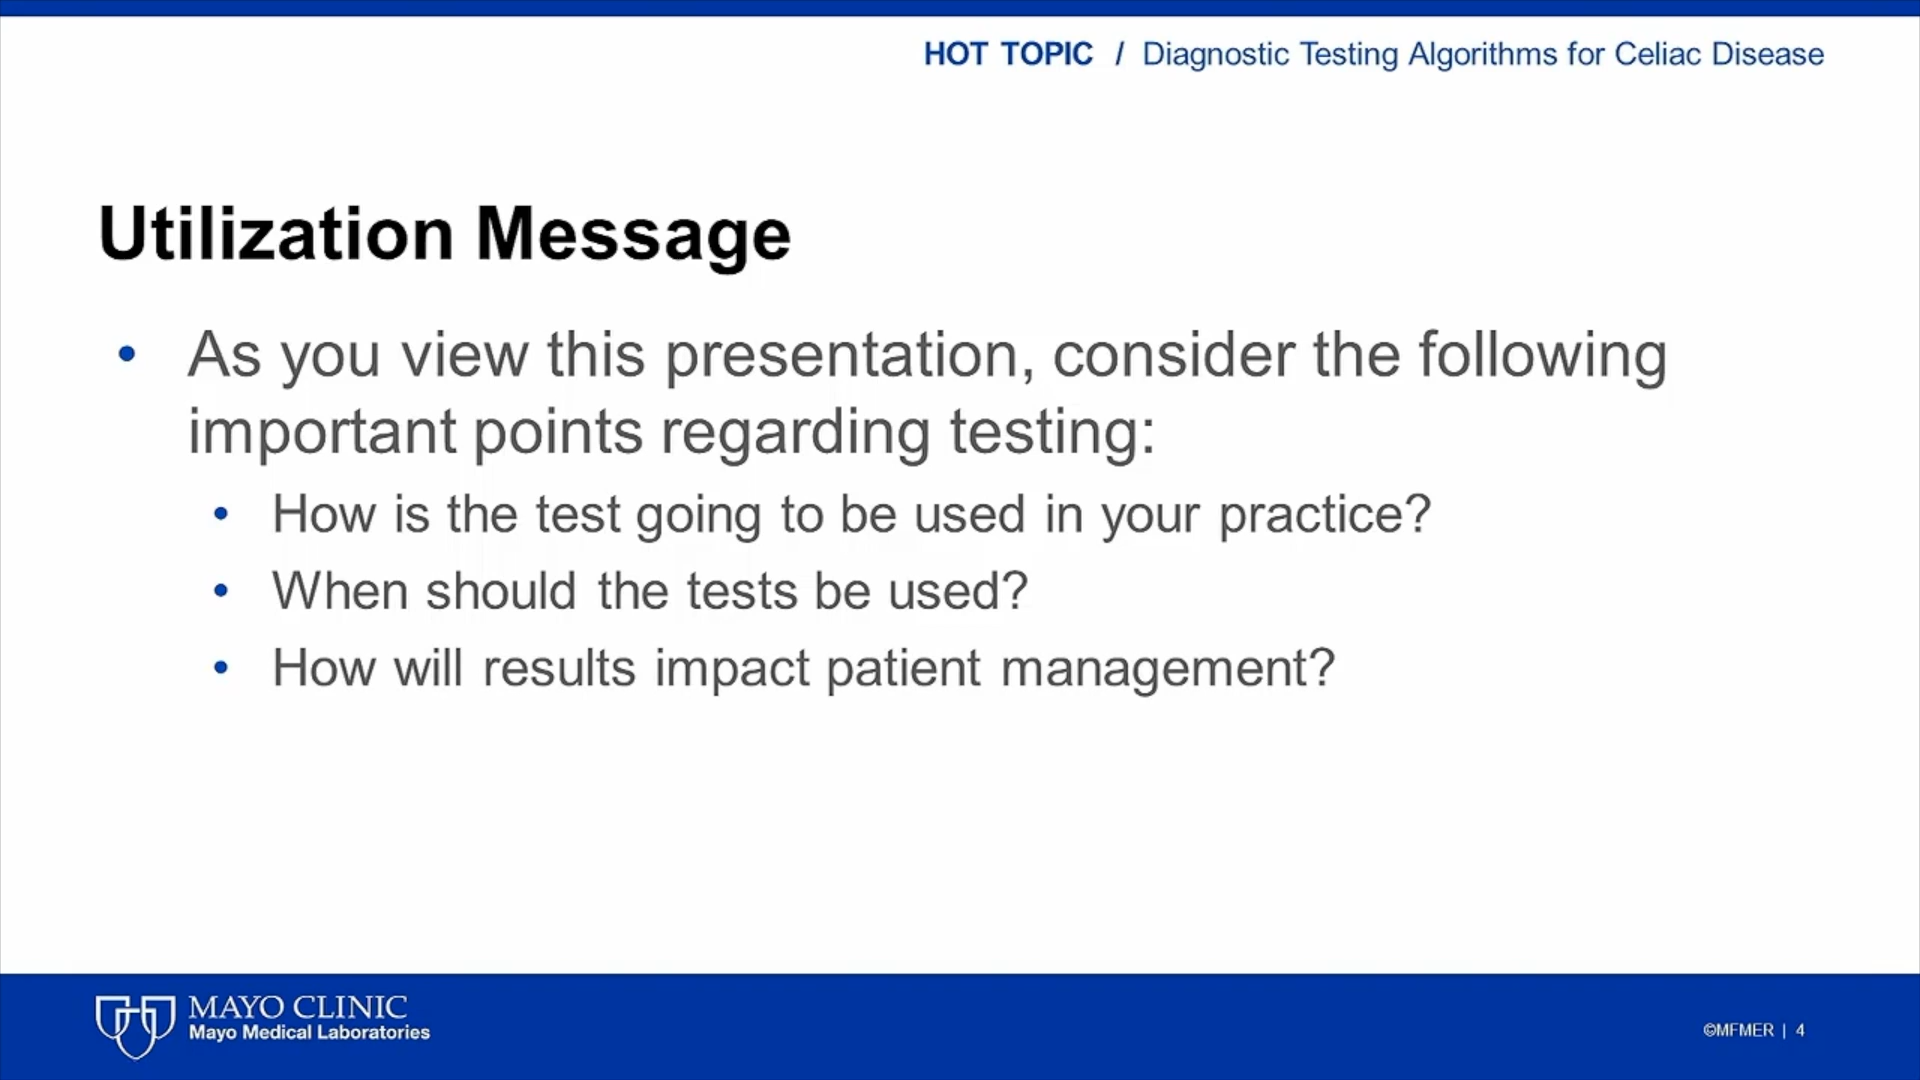 HOT TOPIC / Diagnostic Testing Algorithms for Celiac Disease
Utilization Message
• As you view this presentation, consider the following
important points regarding testing:
• How is the test going to be used in your practice?
• When should the tests be used?
• How will results impact patient management?
MAYO CLINIC
Mayo Medical Laboratories
©MFMER | 4